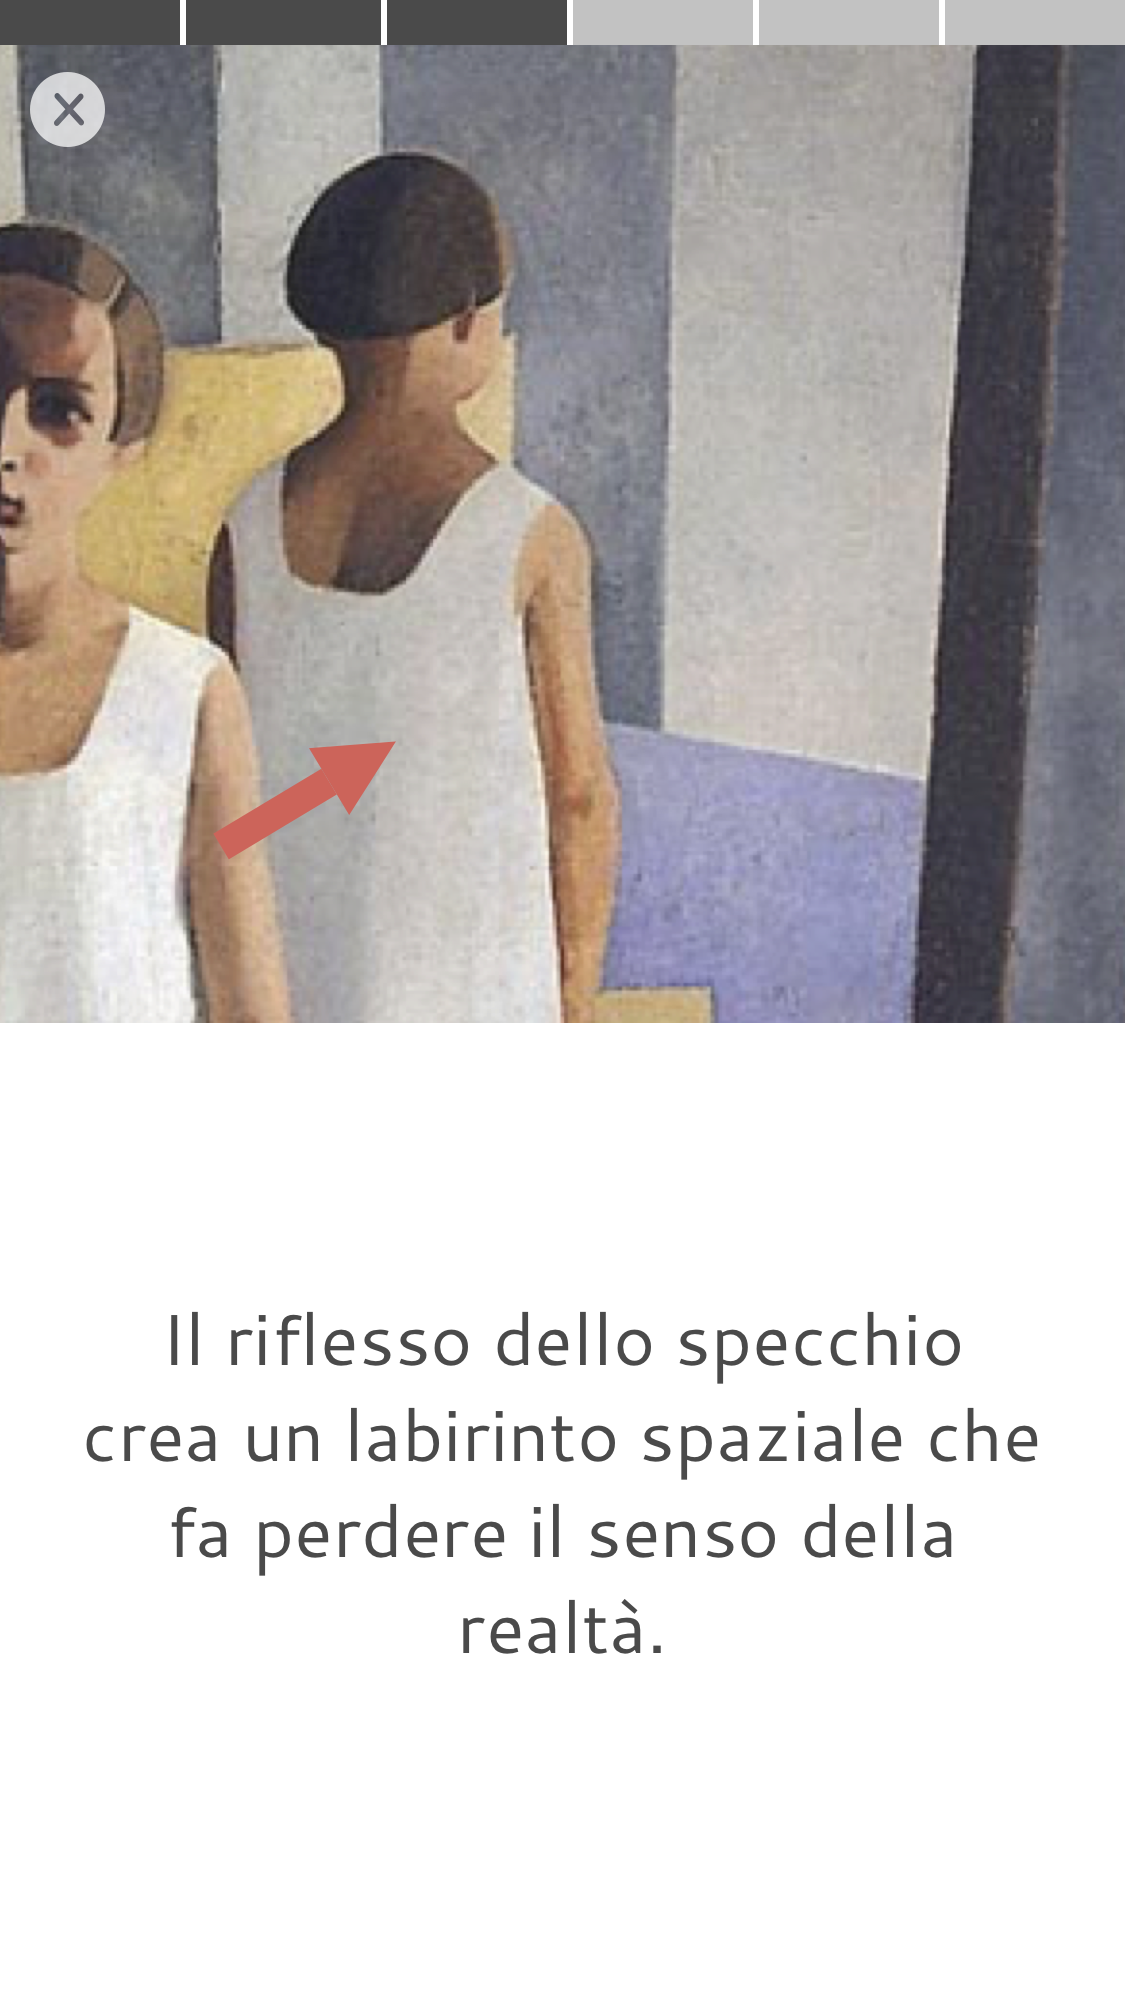 Il riflesso dello specchio
crea un labirinto spaziale che
fa perdere il senso della
realtà.